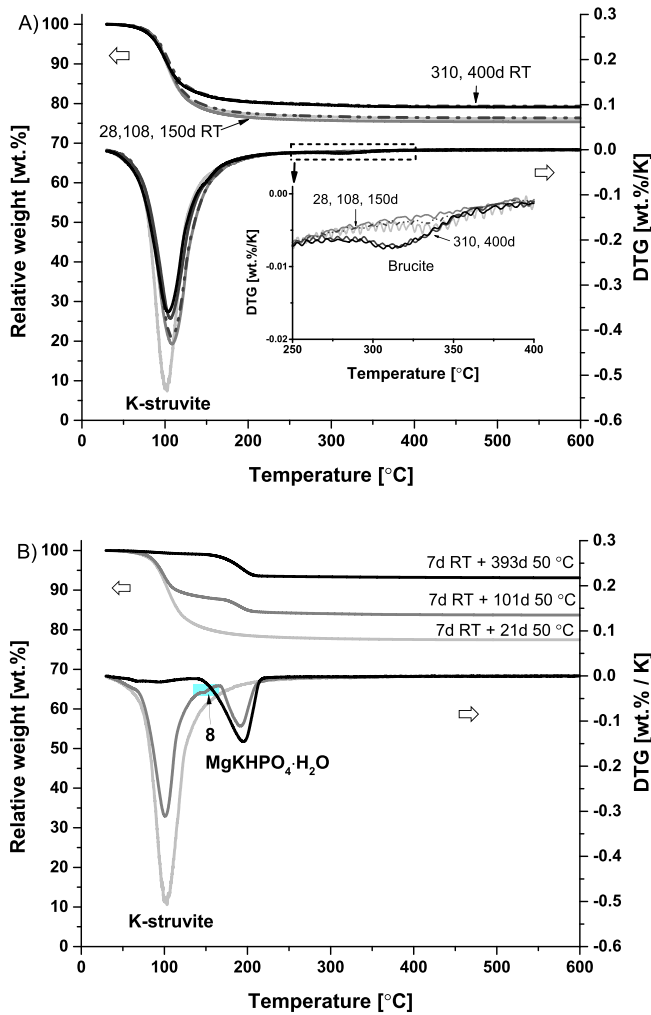 A)
100
90
80
70
60
50
40
30
20
10
0
Relative weight [wt.%]
0.3
0.2
0.1
0.0
-0.1
-0.2
-0.3
-0.4
-0.5
-0.6
DTG [wt.%/K]
310, 400d RT
28,108, 150d RT
0.00
-0.01
-0.02
DTG [wt.%/K]
28, 108, 150d
310, 400d
Brucite
250 300 350 400
Temperature [°C]
K-struvite
0 100 200 300 400 500 600
Temperature [°C]
B)
100
90
80
70
60
50
40
30
20
10
0
Relative weight [wt.%]
0.3
0.2
0.1
0.0
-0.1
-0.2
-0.3
-0.4
-0.5
-0.6
DTG [wt.% / K]
7d RT + 393d 50 °C
7d RT + 101d 50 °C
7d RT + 21d 50 °C
8
MgKHPO₄·H₂O
K-struvite
0 100 200 300 400 500 600
Temperature [°C]